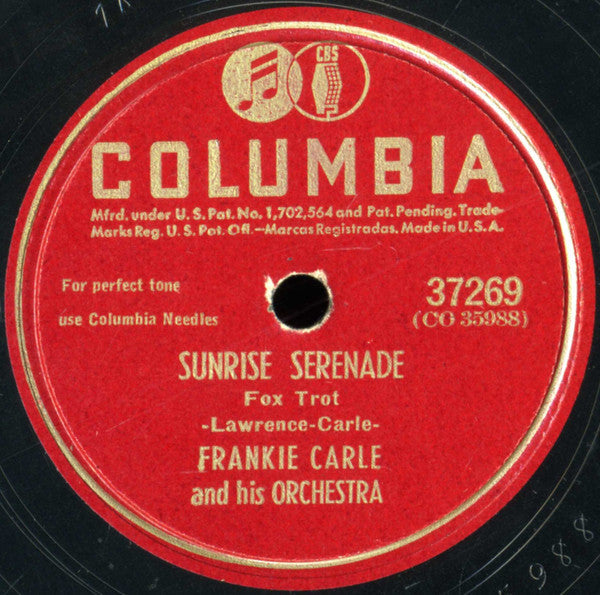 CBS
COLUMBIA
Mfrd. under U.S. Pat. No. 1,702,564 and Pat. Pending. Trade-
Marks Reg. U.S. Pat. Off.—Marcas Registradas. Made in U.S.A.
For perfect tone
use Columbia Needles
37269
(CO 35988)
SUNRISE SERENADE
Fox Trot
-Lawrence-Carle-
FRANKIE CARLE
and his ORCHESTRA
988